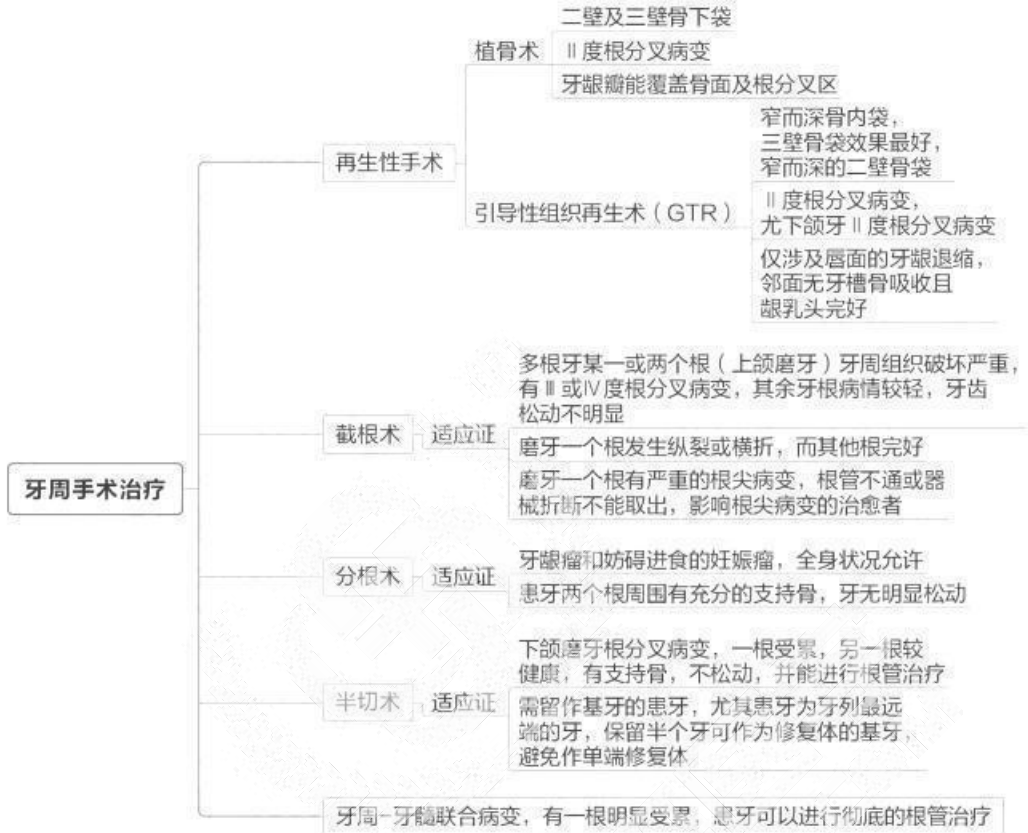 牙周手术治疗
再生性手术
植骨术
二壁及三壁骨下袋
Ⅱ度根分叉病变
牙龈瓣能覆盖骨面及根分叉区
引导性组织再生术（GTR）
窄而深骨内袋，
三壁骨袋效果最好，
窄而深的二壁骨袋
Ⅱ度根分叉病变，
尤下颌牙Ⅱ度根分叉病变
仅涉及唇面的牙龈退缩，
邻面无牙槽骨吸收且
龈乳头完好
截根术
适应证
多根牙某一或两个根（上颌磨牙）牙周组织破坏严重，
有Ⅲ或Ⅳ度根分叉病变，其余牙根病情较轻，牙齿
松动不明显
磨牙一个根发生纵裂或横折，而其他根完好
磨牙一个根有严重的根尖病变，根管不通或器
械折断不能取出，影响根尖病变的治愈者
分根术
适应证
牙龈瘤和妨碍进食的妊娠瘤，全身状况允许
患牙两个根周围有充分的支持骨，牙无明显松动
半切术
适应证
下颌磨牙根分叉病变，一根受累，另一根较
健康，有支持骨，不松动，并能进行根管治疗
需留作基牙的患牙，尤其患牙为牙列最远
端的牙，保留半个牙可作为修复体的基牙，
避免作单端修复体
牙周-牙髓联合病变，有一根明显受累，患牙可以进行彻底的根管治疗